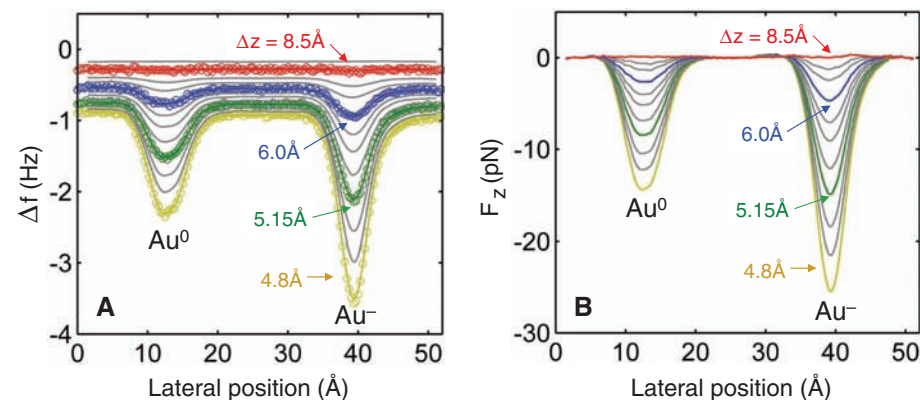 A
B
0
-1
-2
-3
-4
Δf (Hz)
Δz = 8.5Å
6.0Å
5.15Å
4.8Å
Au⁰
Au⁻
A
0 10 20 30 40 50
Lateral position (Å)
5
0
-10
-20
-30
F_z (pN)
Δz = 8.5Å
6.0Å
5.15Å
4.8Å
Au⁰
Au⁻
B
0 10 20 30 40 50
Lateral position (Å)